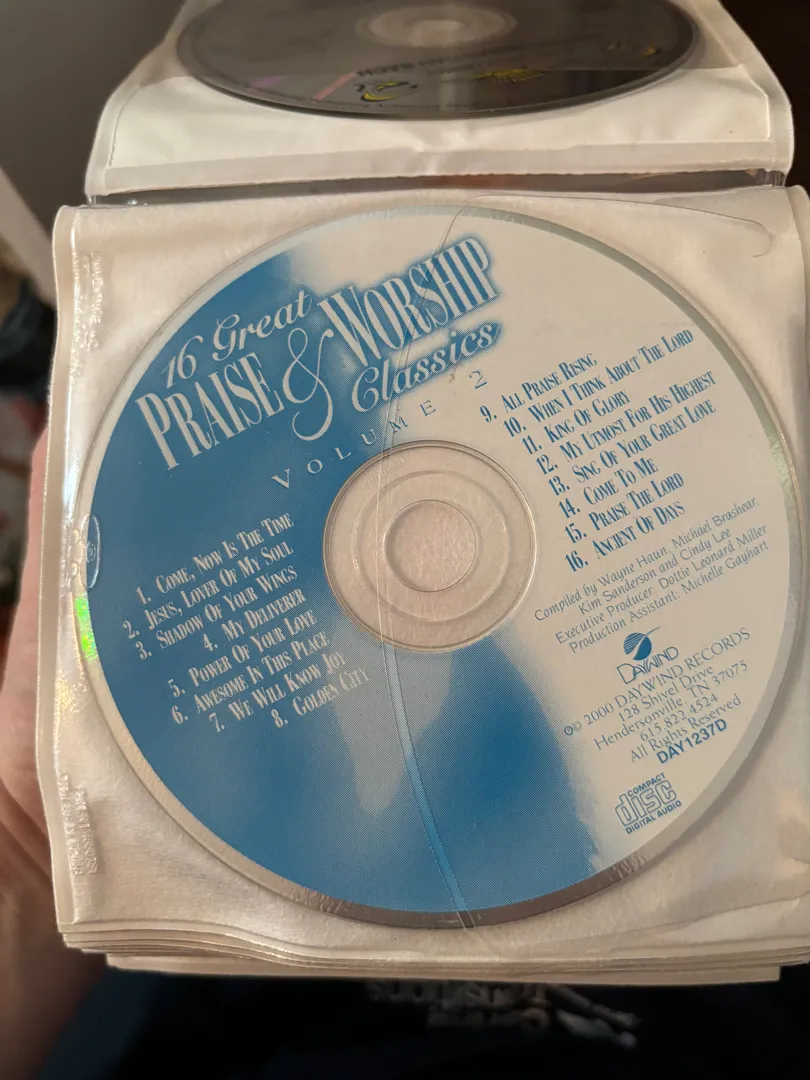 16 Great
PRAISE & WORSHIP
Classics
VOLUME 2
1. COME, NOW IS THE TIME
2. JESUS, LOVER OF MY SOUL
3. SHADOW OF YOUR WINGS
4. MY DELIVERER
5. POWER OF YOUR LOVE
6. AWESOME IN THIS PLACE
7. WE WILL KNOW JOY
8. GOLDEN CITY
9. ALL PRAISE RISING
10. WHEN I THINK ABOUT THE LORD
11. KING OF GLORY
12. MY UTMOST FOR HIS HIGHEST
13. SING OF YOUR GREAT LOVE
14. COME TO ME
15. PRAISE THE LORD
16. ANCIENT OF DAYS
Compiled by Wayne Haun, Michael Brashear,
Kim Sanderson and Cindy Lee
Executive Producer: Dottie Leonard Miller
Production Assistant: Michelle Gayhart
DAYWIND
℗© 2000 DAYWIND RECORDS
128 Shivel Drive
Hendersonville, TN 37075
615 822 4524
All Rights Reserved
DAY1237D
COMPACT
disc
DIGITAL AUDIO